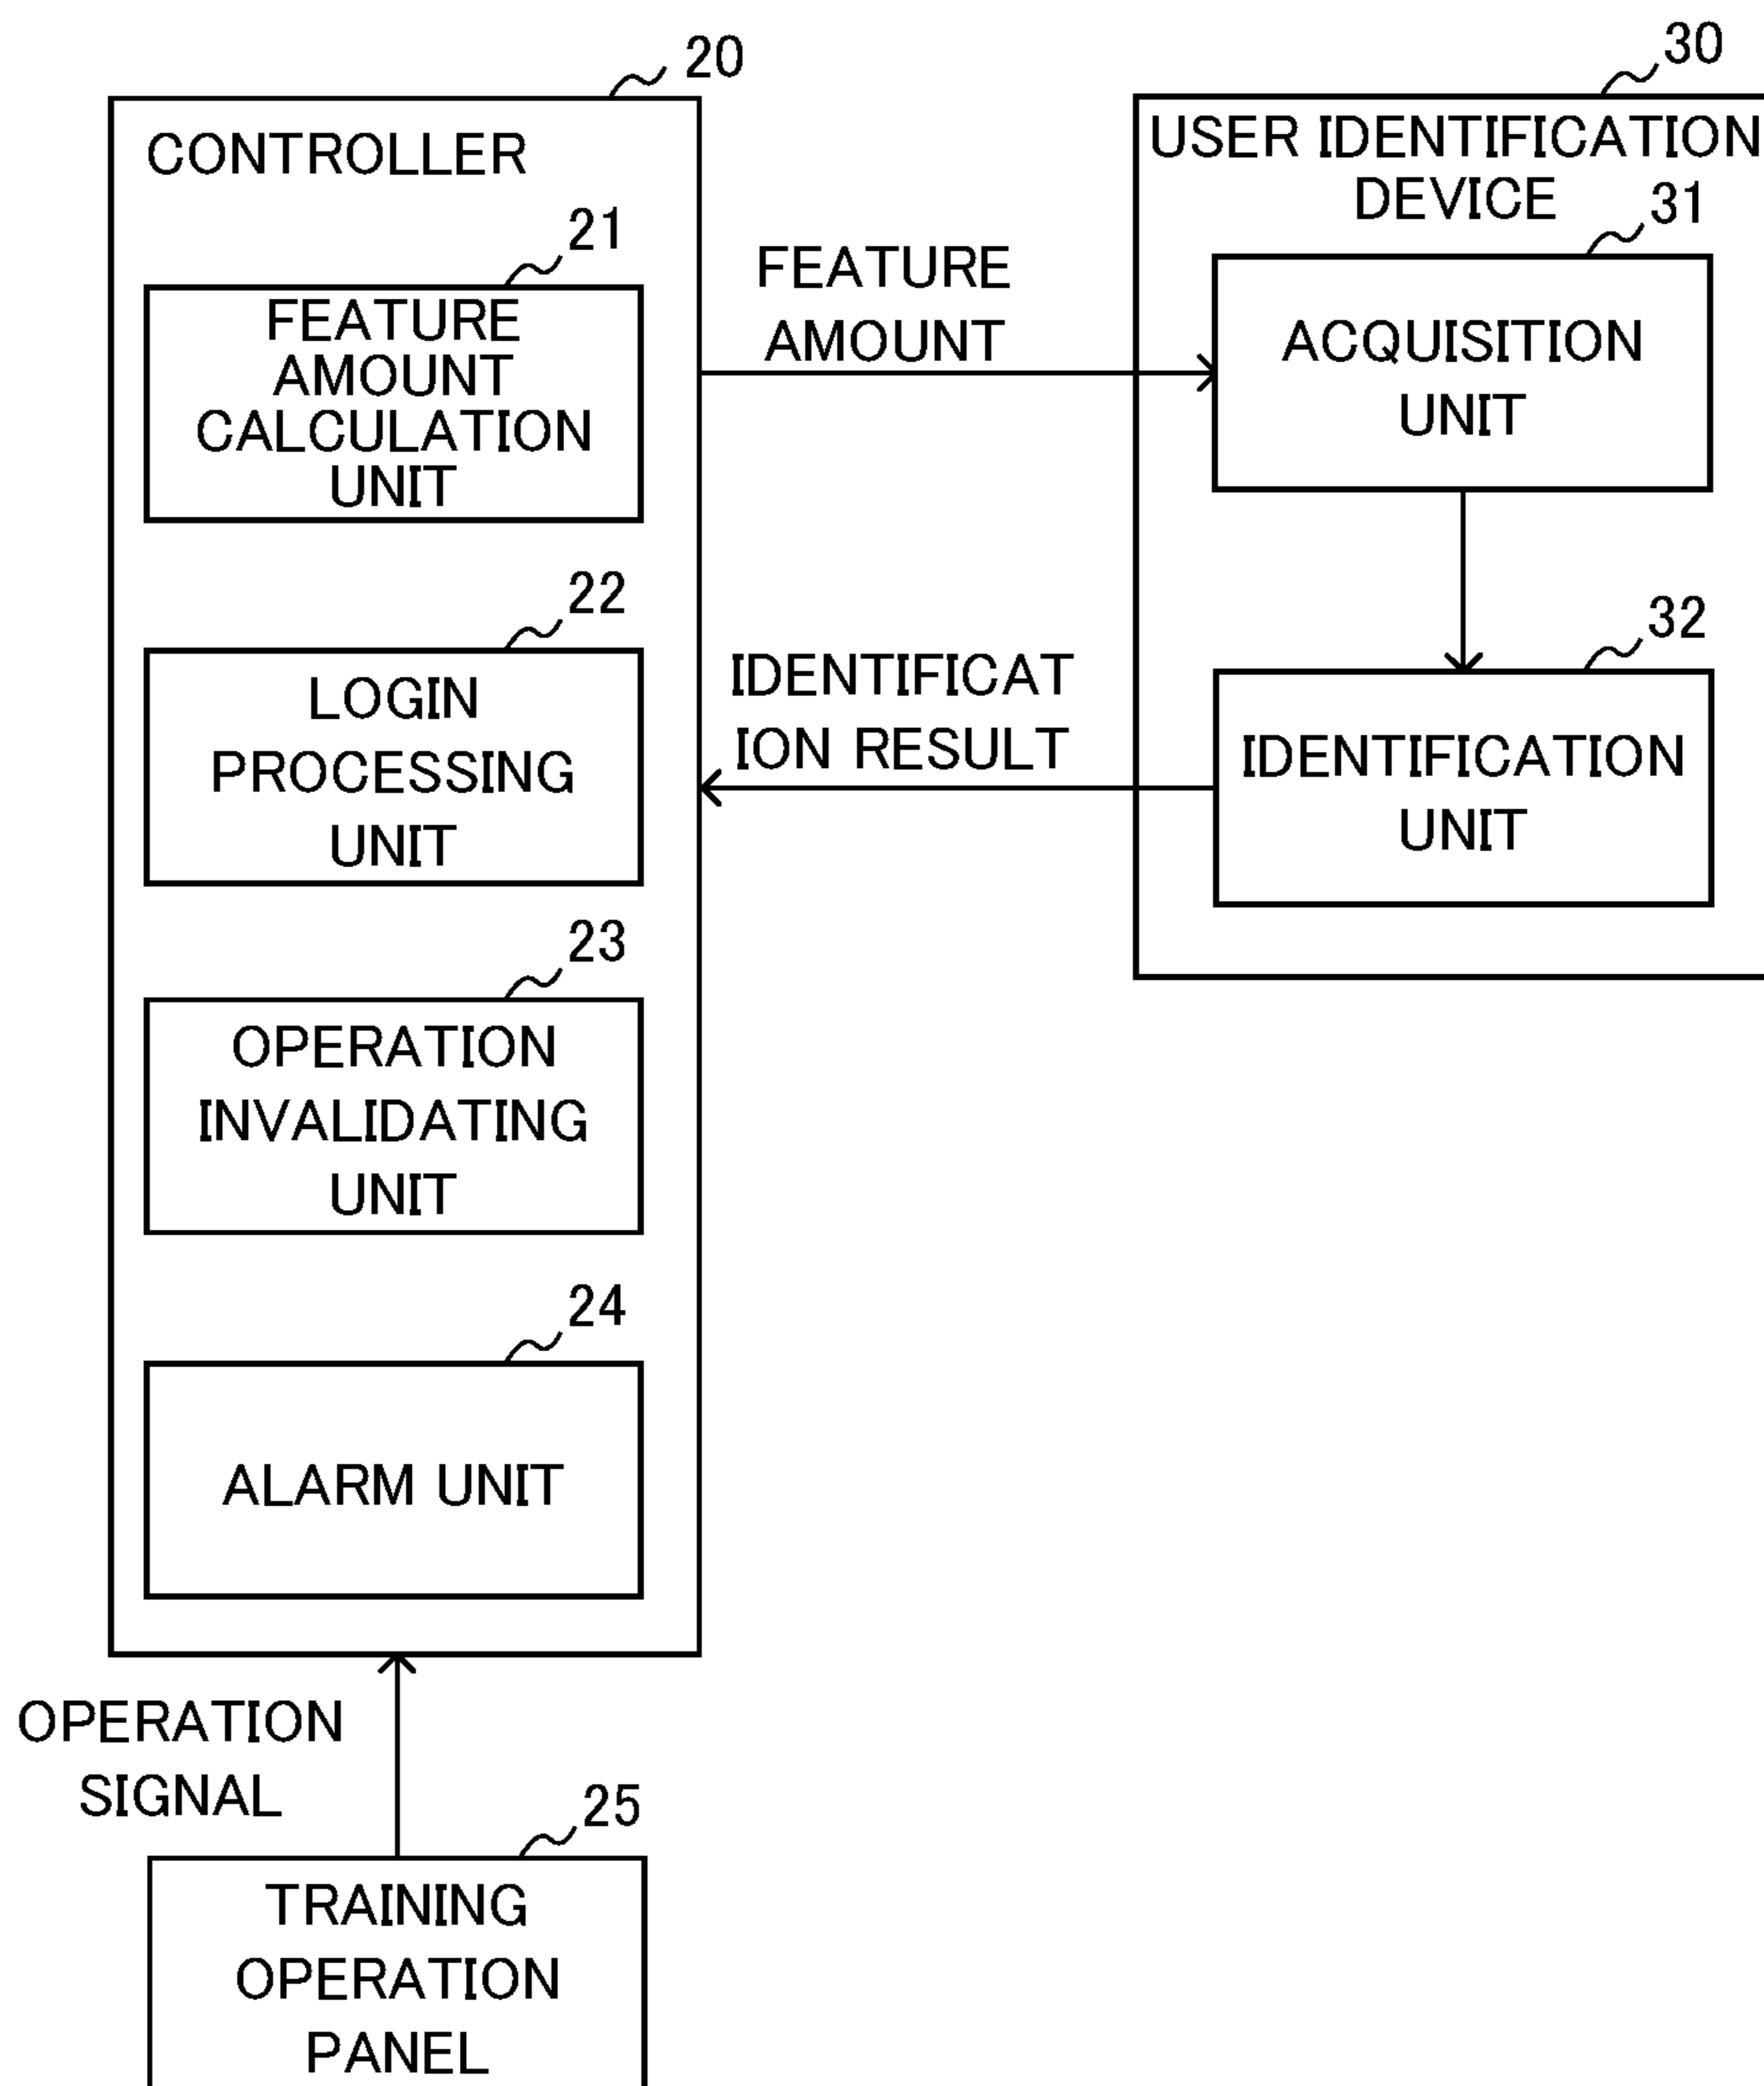 20
CONTROLLER
21
FEATURE
AMOUNT
CALCULATION
UNIT
22
LOGIN
PROCESSING
UNIT
23
OPERATION
INVALIDATING
UNIT
24
ALARM UNIT
OPERATION
SIGNAL
25
TRAINING
OPERATION
PANEL
FEATURE
AMOUNT
IDENTIFICAT
ION RESULT
30
USER IDENTIFICATION
DEVICE
31
ACQUISITION
UNIT
32
IDENTIFICATION
UNIT